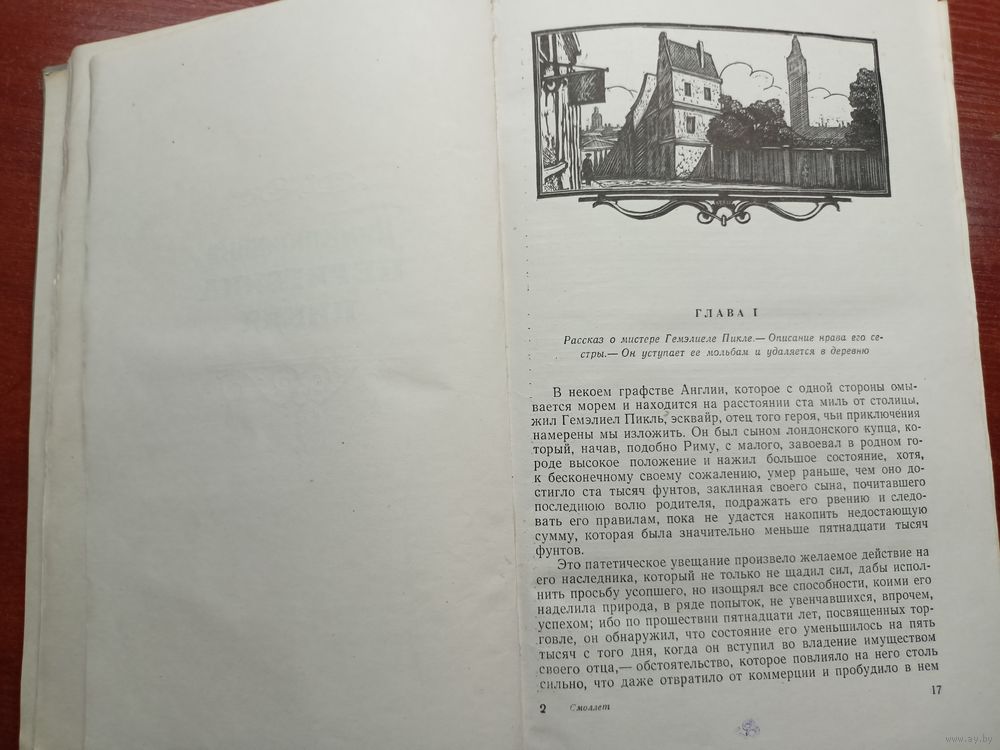 ГЛАВА I
Рассказ о мистере Гемэлиеле Пикле.— Описание нрава его се-
стры.— Он уступает ее мольбам и удаляется в деревню
В некоем графстве Англии, которое с одной стороны омы-
вается морем и находится на расстоянии ста миль от столицы,
жил Гемэлиел Пикль, эсквайр, отец того героя, чьи приключения
намерены мы изложить. Он был сыном лондонского купца, ко-
торый, начав, подобно Риму, с малого, завоевал в родном го-
роде высокое положение и нажил большое состояние, хотя,
к бесконечному своему сожалению, умер раньше, чем оно до-
стигло ста тысяч фунтов, заклиная своего сына, почитавшего
последнюю волю родителя, подражать его рвению и следо-
вать его правилам, пока не удастся накопить недостающую
сумму, которая была значительно меньше пятнадцати тысяч
фунтов.
Это патетическое увещание произвело желаемое действие на
его наследника, который не только не щадил сил, дабы испол-
нить просьбу усопшего, но изощрял все способности, коими его
наделила природа, в ряде попыток, не увенчавшихся, впрочем,
успехом; ибо по прошествии пятнадцати лет, посвященных тор-
говле, он обнаружил, что состояние его уменьшилось на пять
тысяч с того дня, когда он вступил во владение имуществом
своего отца,— обстоятельство, которое повлияло на него столь
сильно, что даже отвратило от коммерции и пробудило в нем
2 Смоллет
17
www.ay.by